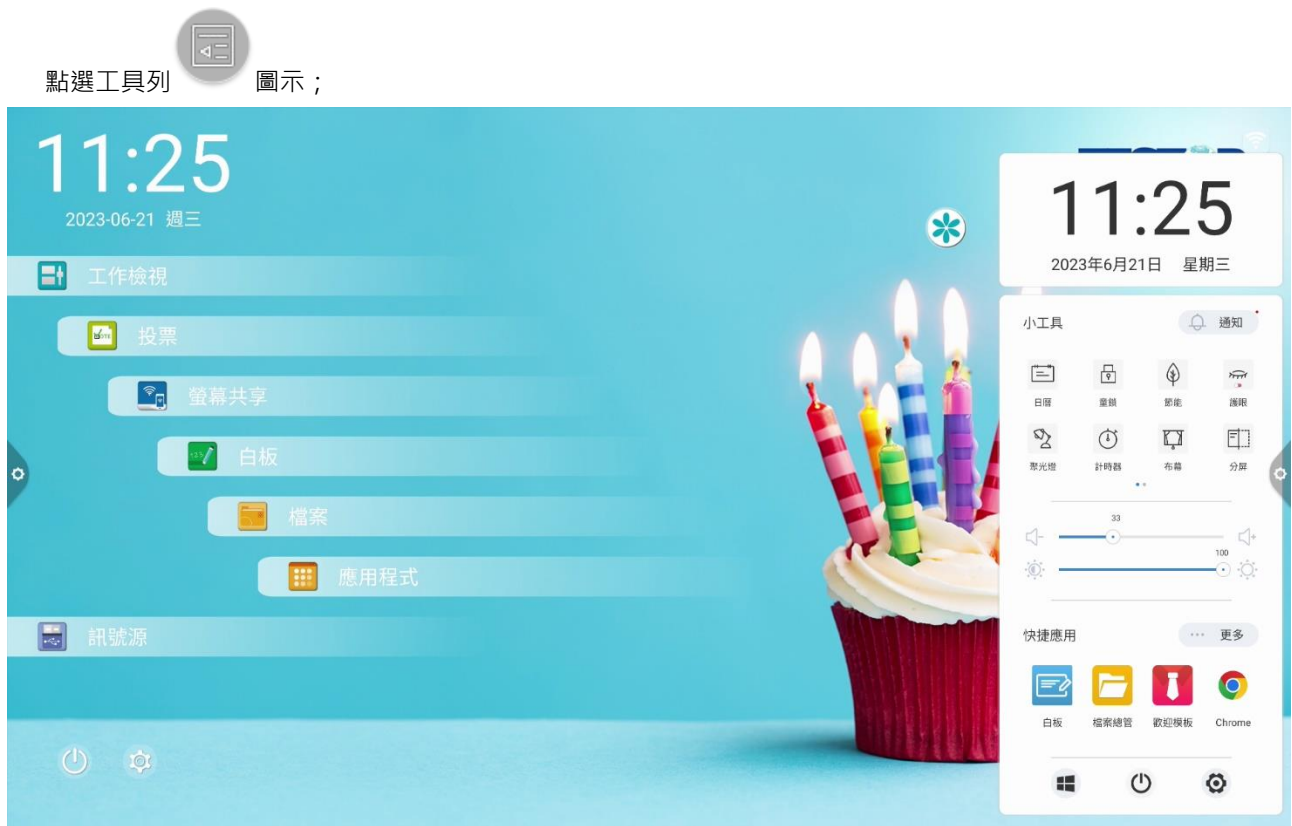 點選工具列 圖示；
11:25
2023-06-21 週三
工作檢視
投票
螢幕共享
白板
檔案
應用程式
訊號源
11:25
2023年6月21日 星期三
小工具 通知
日曆 童鎖 節能 護眼
聚光燈 計時器 布幕 分屏
33
100
快捷應用 更多
白板 檔案總管 歡迎模板 Chrome